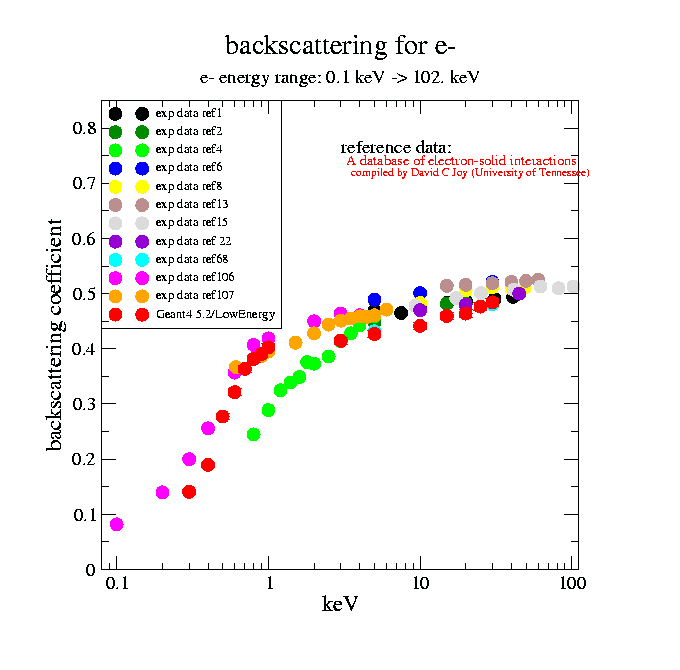 backscattering for e-
e- energy range: 0.1 keV -> 102. keV
exp data ref1
exp data ref2
exp data ref4
exp data ref6
exp data ref8
exp data ref13
exp data ref15
exp data ref 22
exp data ref68
exp data ref106
exp data ref107
Geant4 5.2/LowEnergy
reference data:
A database of electron-solid interactions
compiled by David C Joy (University of Tennessee)
backscattering coefficient
0.8
0.7
0.6
0.5
0.4
0.3
0.2
0.1
0
0.1
1
10
100
keV